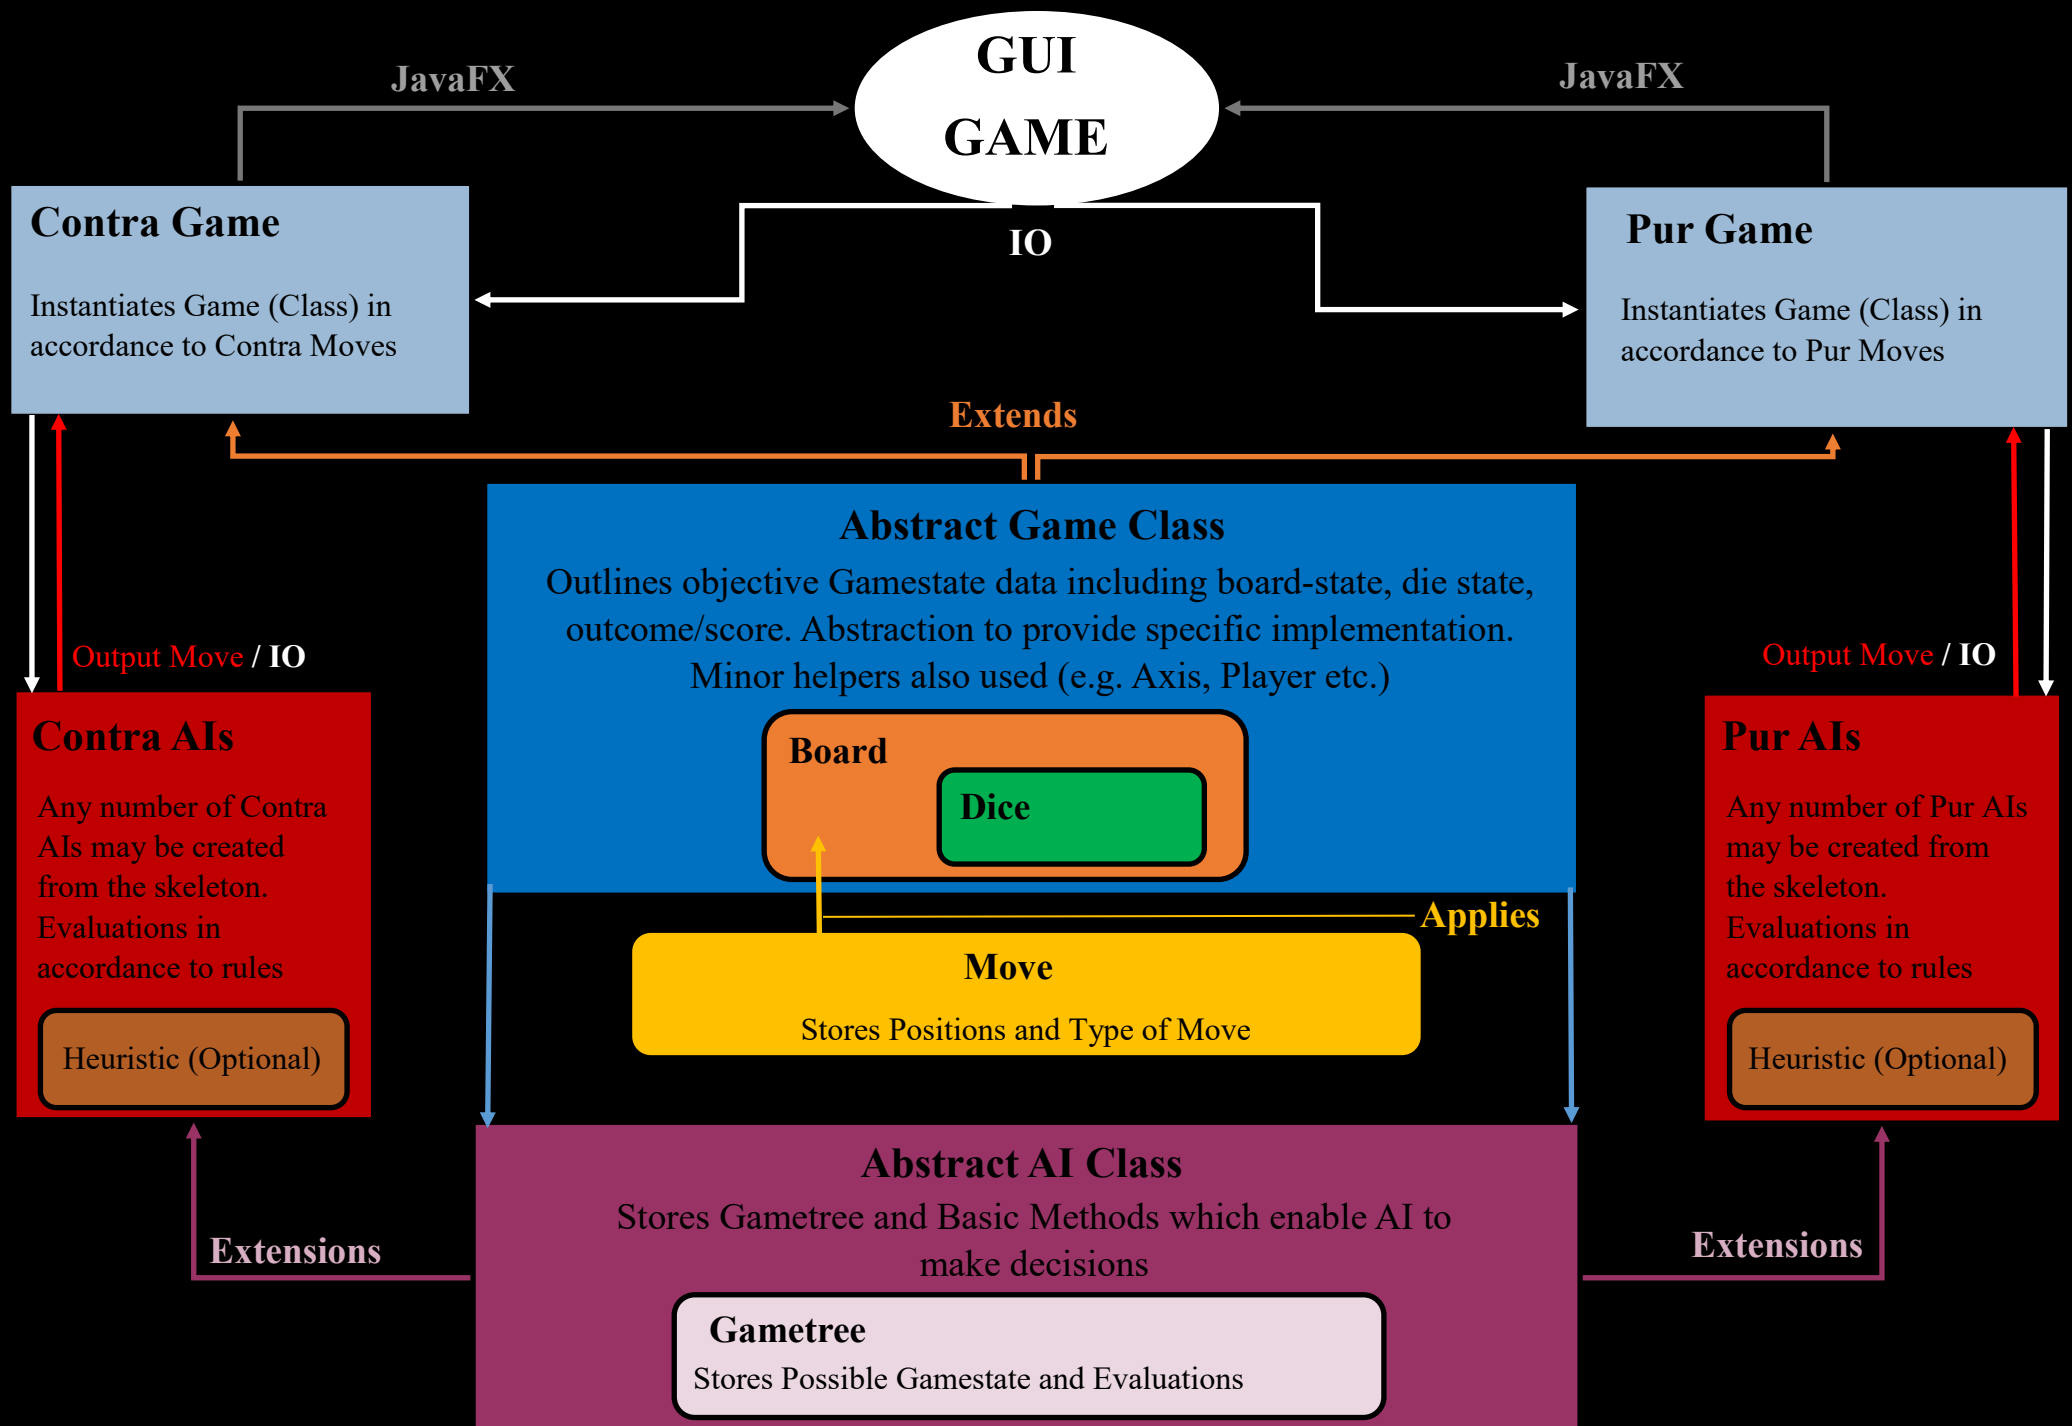 GUI
GAME
JavaFX
JavaFX
IO
Contra Game
Instantiates Game (Class) in
accordance to Contra Moves
Pur Game
Instantiates Game (Class) in
accordance to Pur Moves
Extends
Abstract Game Class
Outlines objective Gamestate data including board-state, die state,
outcome/score. Abstraction to provide specific implementation.
Minor helpers also used (e.g. Axis, Player etc.)
Board
Dice
Output Move / IO
Output Move / IO
Contra AIs
Any number of Contra
AIs may be created
from the skeleton.
Evaluations in
accordance to rules
Heuristic (Optional)
Pur AIs
Any number of Pur AIs
may be created from
the skeleton.
Evaluations in
accordance to rules
Heuristic (Optional)
Applies
Move
Stores Positions and Type of Move
Abstract AI Class
Stores Gametree and Basic Methods which enable AI to
make decisions
Extensions
Extensions
Gametree
Stores Possible Gamestate and Evaluations